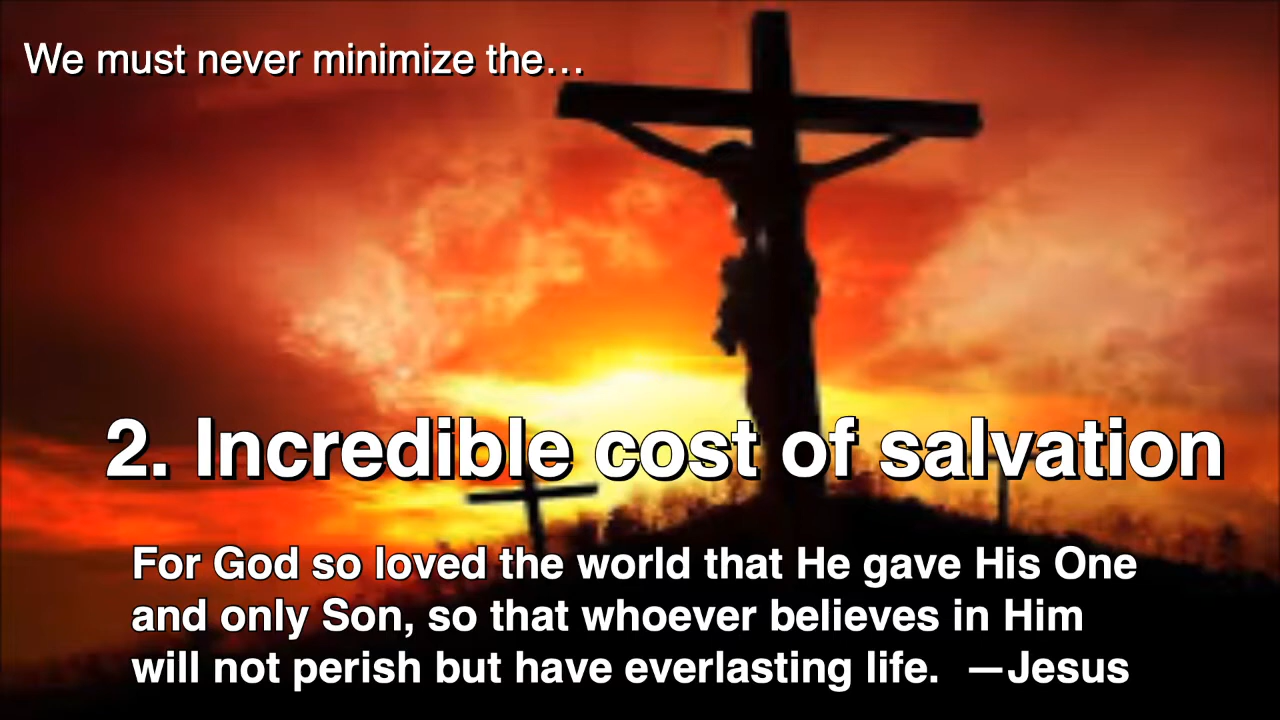 We must never minimize the…
2. Incredible cost of salvation
For God so loved the world that He gave His One
and only Son, so that whoever believes in Him
will not perish but have everlasting life.  —Jesus